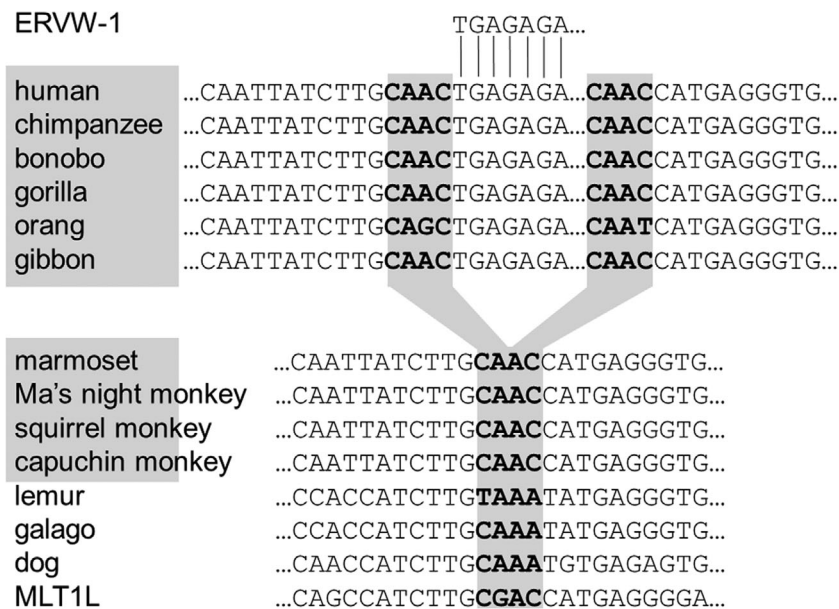 ERVW-1 TGAGAGA...
human ...CAATTATCTTGCAACTGAGAGA...CAACCATGAGGGTG...
chimpanzee ...CAATTATCTTGCAACTGAGAGA...CAACCATGAGGGTG...
bonobo ...CAATTATCTTGCAACTGAGAGA...CAACCATGAGGGTG...
gorilla ...CAATTATCTTGCAACTGAGAGA...CAACCATGAGGGTG...
orang ...CAATTATCTTGCAGCTGAGAGA...CAATCATGAGGGTG...
gibbon ...CAATTATCTTGCAACTGAGAGA...CAACCATGAGGGTG...
marmoset ...CAATTATCTTGCAACCATGAGGGTG...
Ma's night monkey ...CAATTATCTTGCAACCATGAGGGTG...
squirrel monkey ...CAATTATCTTGCAACCATGAGGGTG...
capuchin monkey ...CAATTATCTTGCAACCATGAGGGTG...
lemur ...CCACCATCTTGTAAATATGAGGGTG...
galago ...CCACCATCTTGCAAATATGAGGGTG...
dog ...CAACCATCTTGCAAATGTGAGAGTG...
MLT1L ...CAGCCATCTTGCGACCATGAGGGGA...